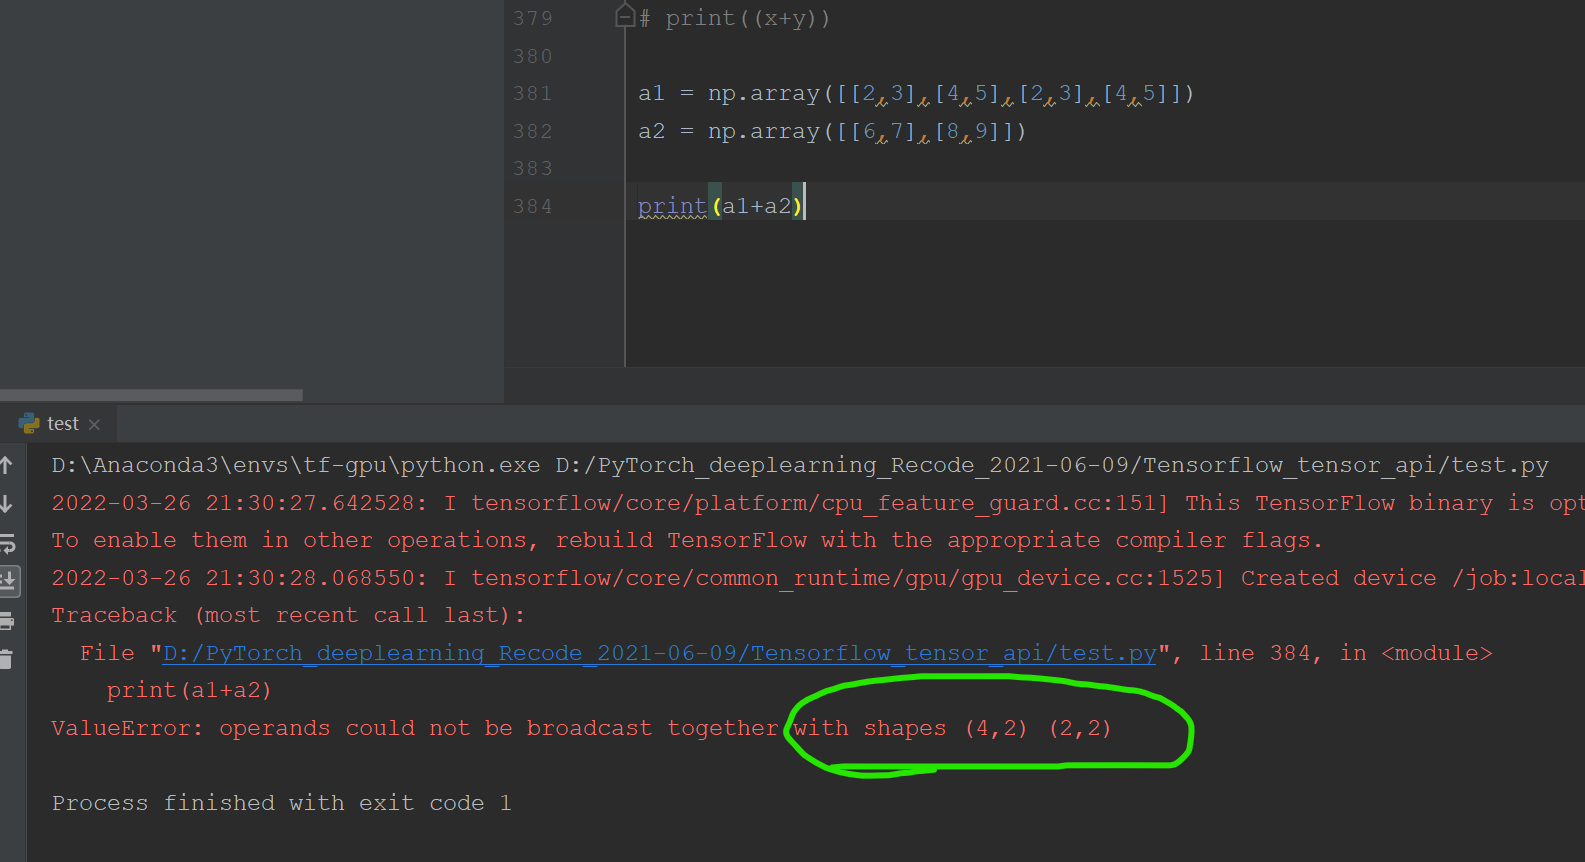 379 # print((x+y))
380
381 a1 = np.array([[2,3],[4,5],[2,3],[4,5]])
382 a2 = np.array([[6,7],[8,9]])
383
384 print(a1+a2)
test
D:\Anaconda3\envs\tf-gpu\python.exe D:/PyTorch_deeplearning_Recode_2021-06-09/Tensorflow_tensor_api/test.py
2022-03-26 21:30:27.642528: I tensorflow/core/platform/cpu_feature_guard.cc:151] This TensorFlow binary is opt
To enable them in other operations, rebuild TensorFlow with the appropriate compiler flags.
2022-03-26 21:30:28.068550: I tensorflow/core/common_runtime/gpu/gpu_device.cc:1525] Created device /job:local
Traceback (most recent call last):
File "D:/PyTorch_deeplearning_Recode_2021-06-09/Tensorflow_tensor_api/test.py", line 384, in <module>
print(a1+a2)
ValueError: operands could not be broadcast together with shapes (4,2) (2,2)
Process finished with exit code 1